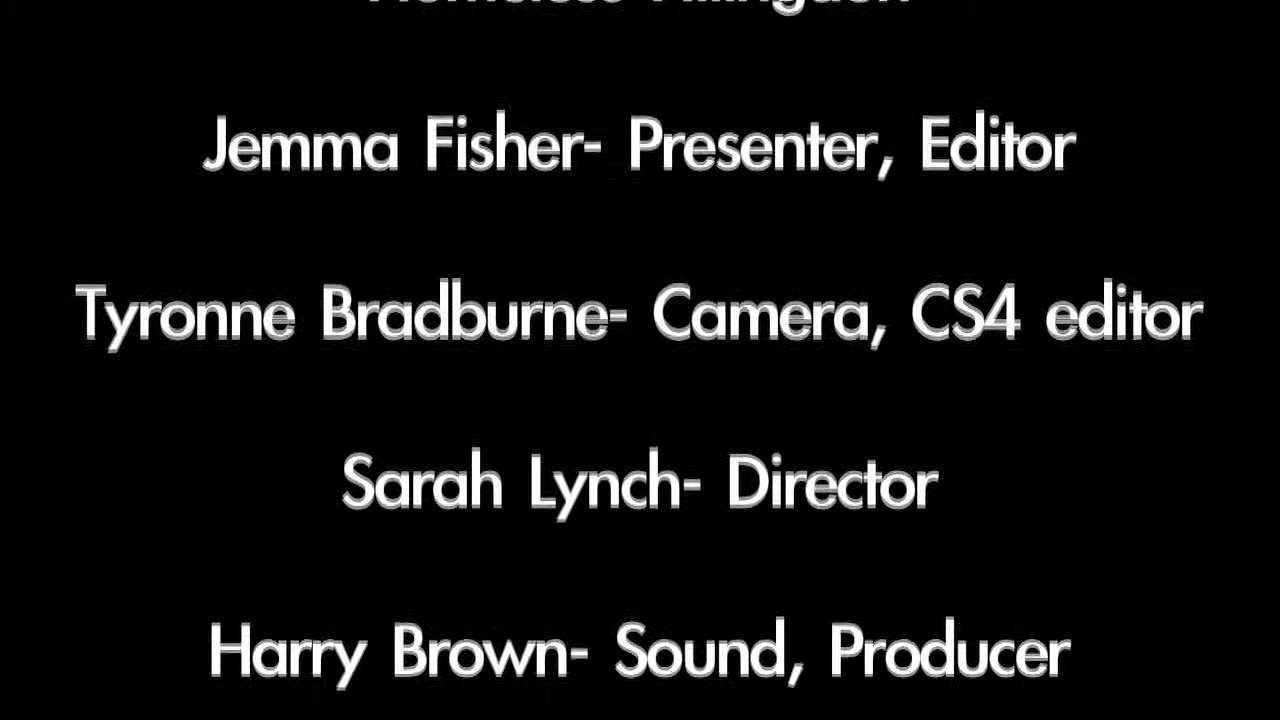 Jemma Fisher- Presenter, Editor
Tyronne Bradburne- Camera, CS4 editor
Sarah Lynch- Director
Harry Brown- Sound, Producer